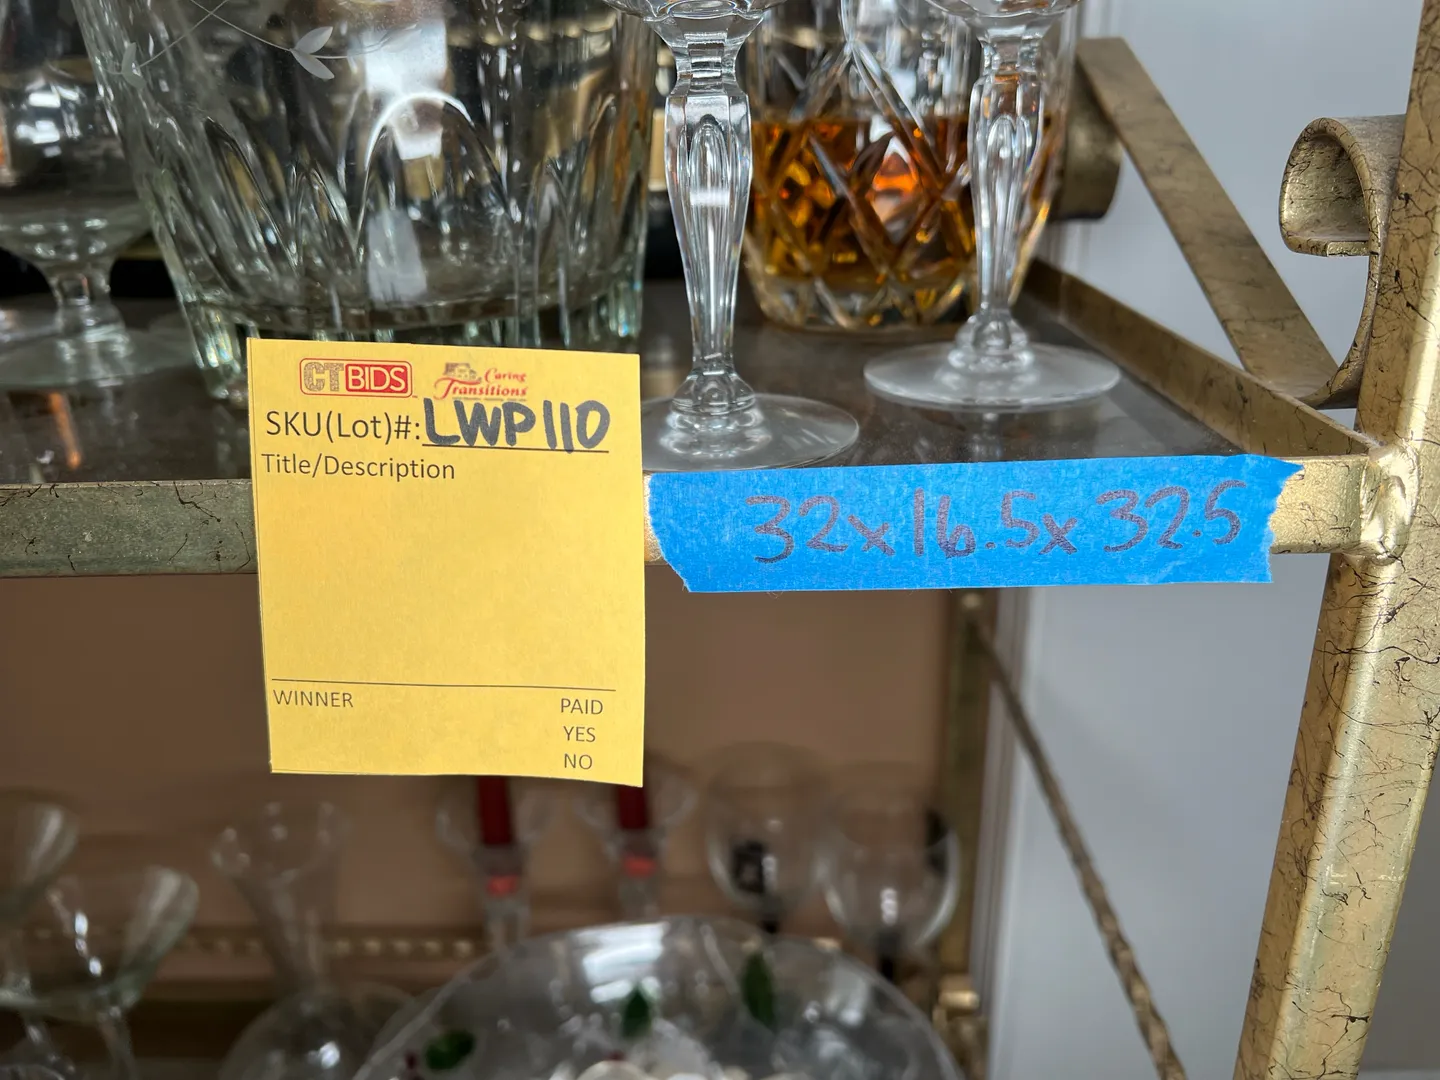 CTBIDS Caring Transitions
SKU(Lot)#: LWP110
Title/Description
WINNER PAID
YES
NO
32x16.5x32.5